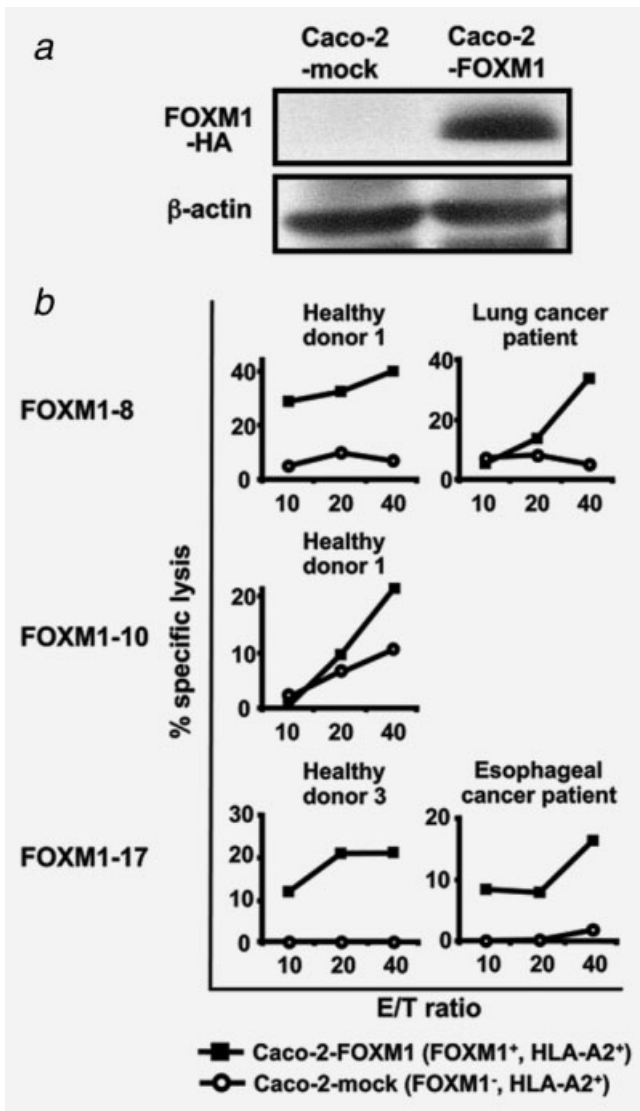 a
Caco-2 Caco-2
-mock -FOXM1
FOXM1
-HA
β-actin
b
Healthy Lung cancer
donor 1 patient
FOXM1-8
40 40
20 20
0 0
10 20 40 10 20 40
Healthy
donor 1
FOXM1-10
20
10
0
10 20 40
% specific lysis
Healthy Esophageal
donor 3 cancer patient
FOXM1-17
30 20
20
10 10
0 0
10 20 40 10 20 40
E/T ratio
Caco-2-FOXM1 (FOXM1⁺, HLA-A2⁺)
Caco-2-mock (FOXM1⁻, HLA-A2⁺)